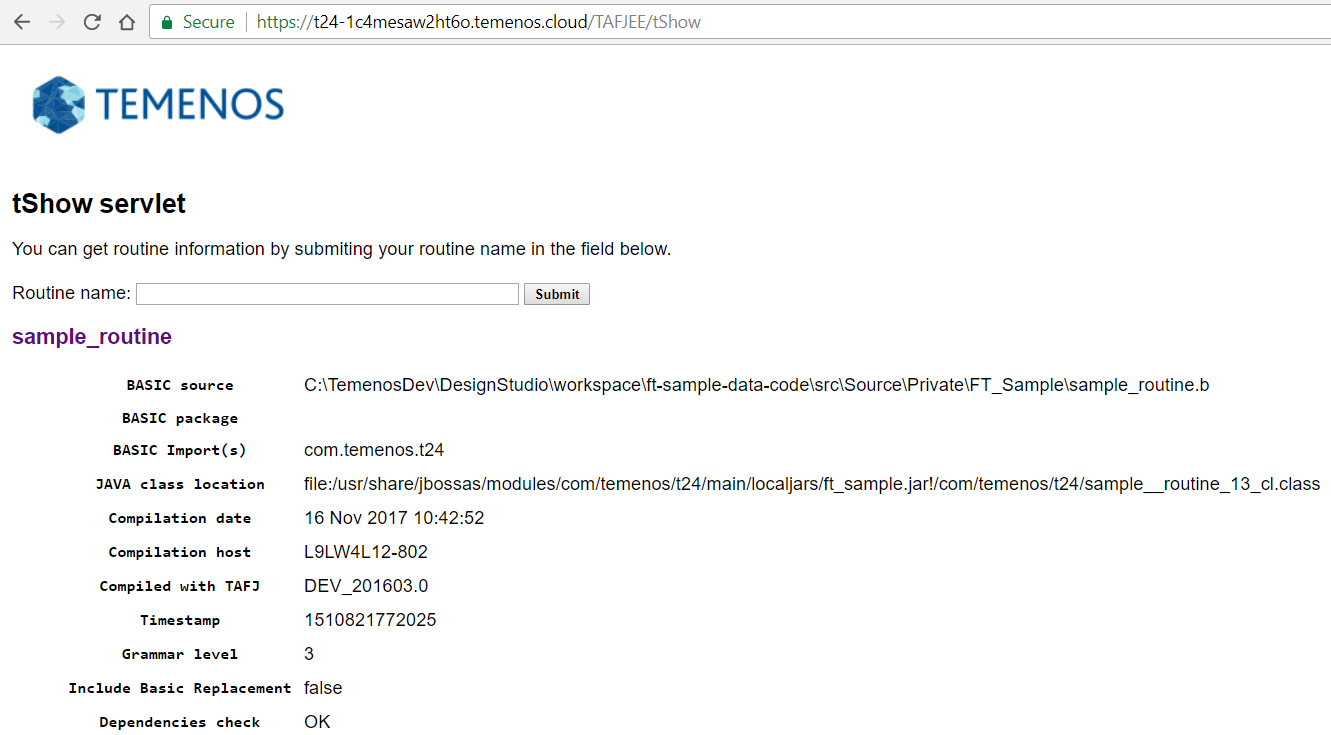 Secure https://t24-1c4mesaw2ht6o.temenos.cloud/TAFJEE/tShow
TEMENOS
tShow servlet
You can get routine information by submiting your routine name in the field below.
Routine name: Submit
sample_routine
BASIC source C:\TemenosDev\DesignStudio\workspace\ft-sample-data-code\src\Source\Private\FT_Sample\sample_routine.b
BASIC package
BASIC Import(s) com.temenos.t24
JAVA class location file:/usr/share/jbossas/modules/com/temenos/t24/main/localjars/ft_sample.jar!/com/temenos/t24/sample__routine_13_cl.class
Compilation date 16 Nov 2017 10:42:52
Compilation host L9LW4L12-802
Compiled with TAFJ DEV_201603.0
Timestamp 1510821772025
Grammar level 3
Include Basic Replacement false
Dependencies check OK